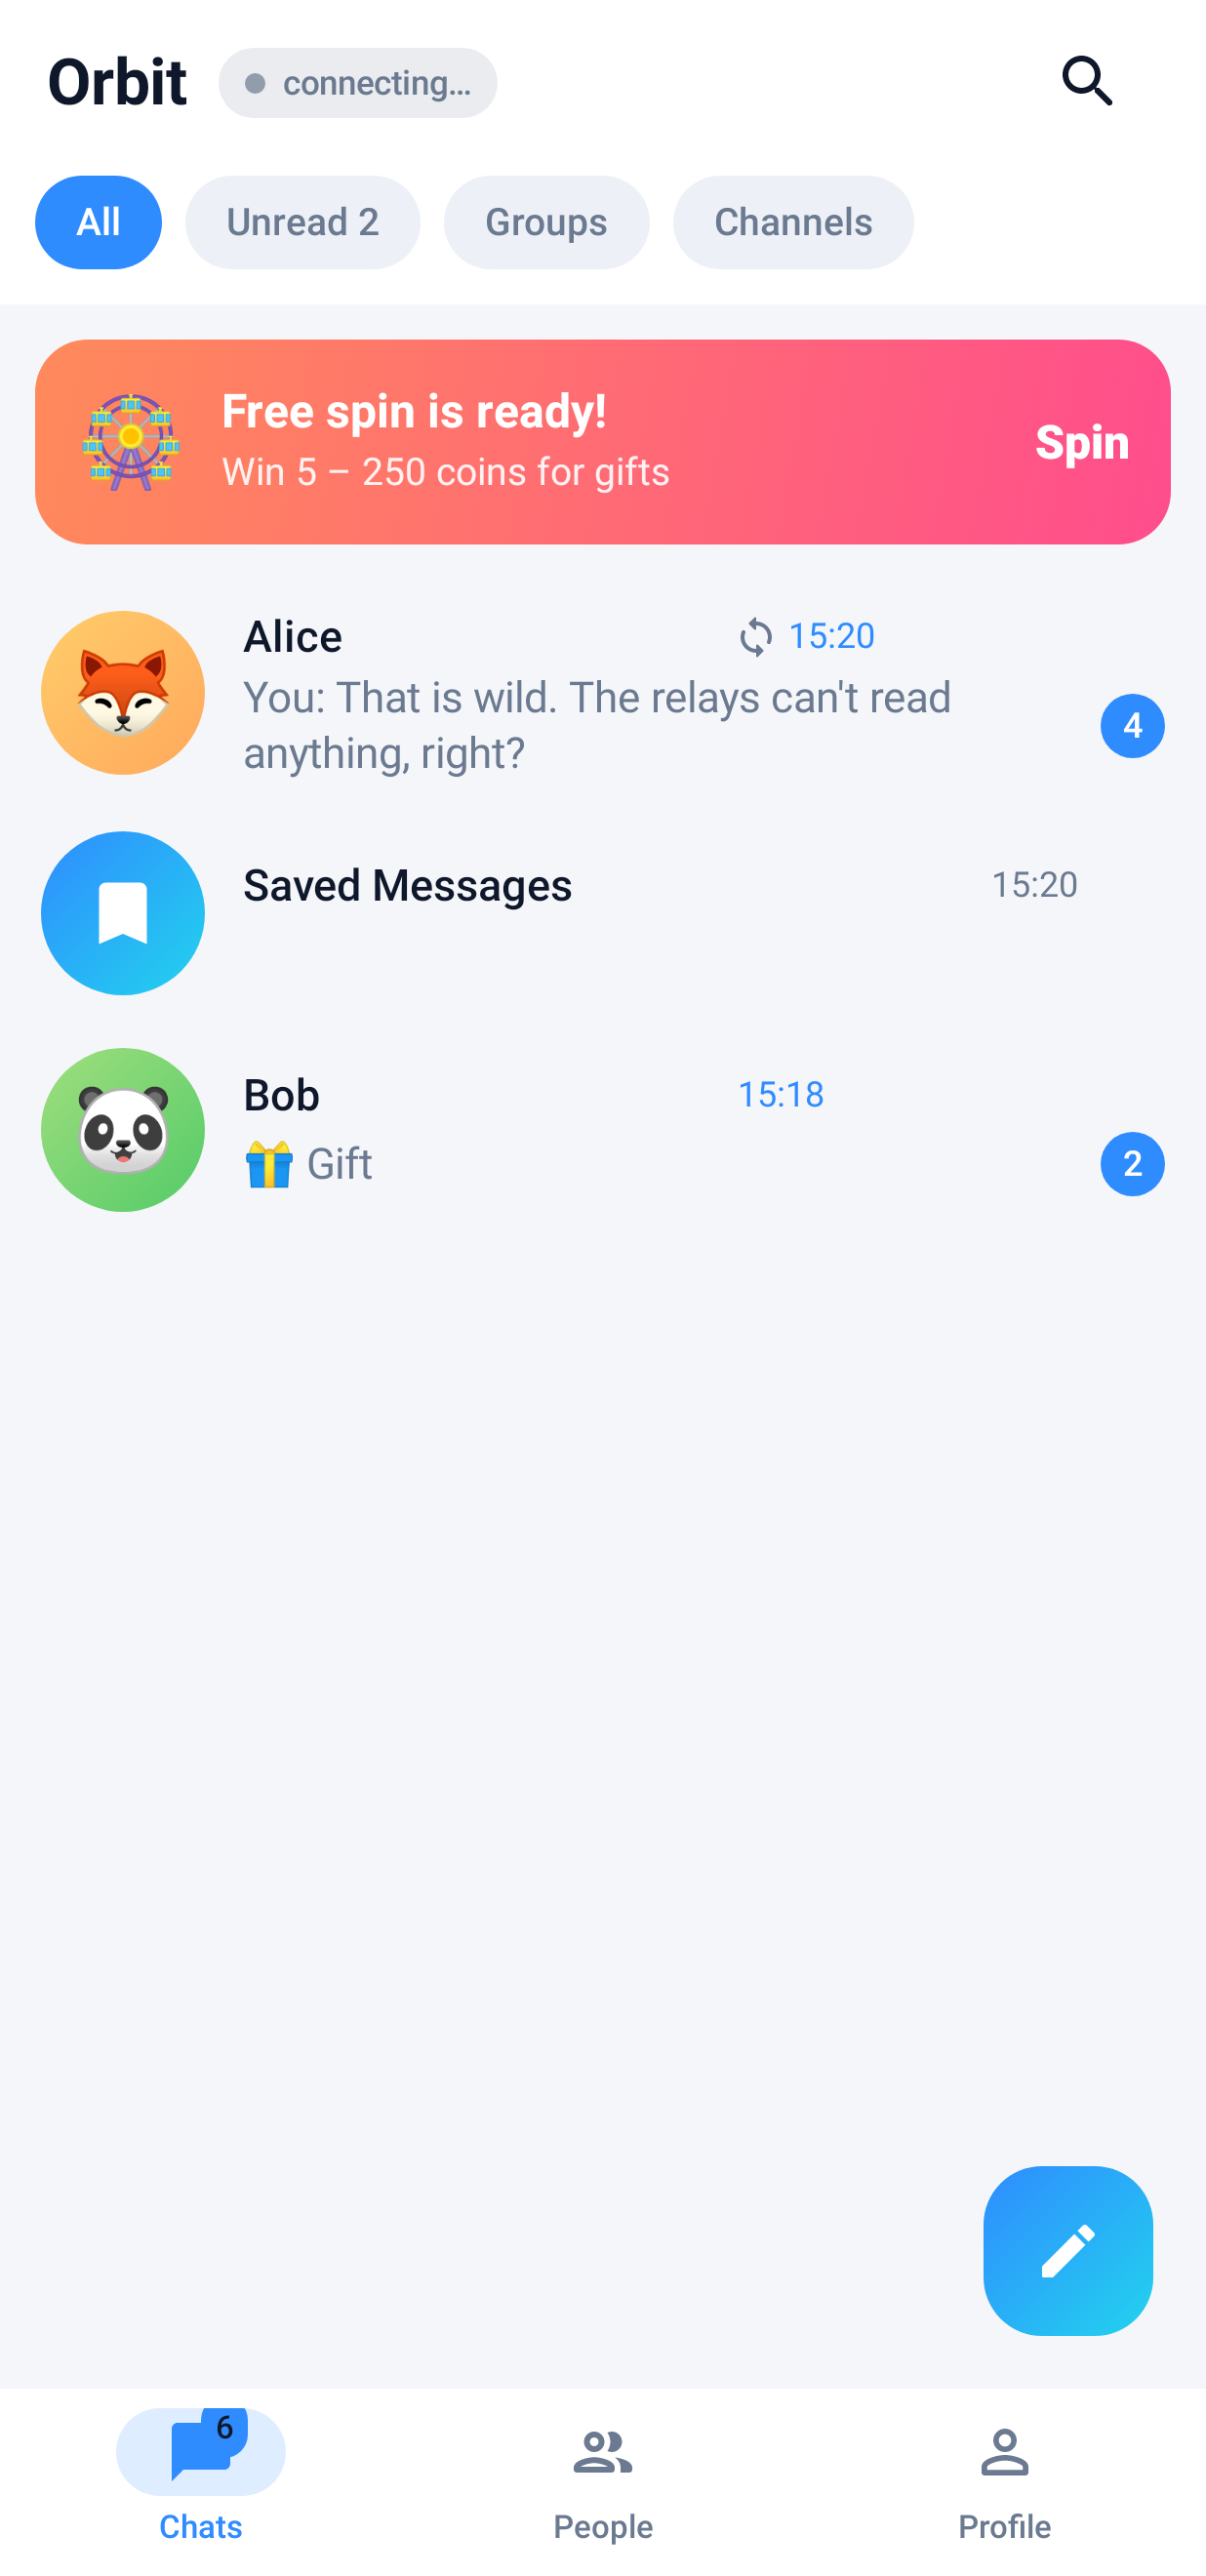 Orbit
connecting...
All
Unread 2
Groups
Channels
Free spin is ready!
Win 5 – 250 coins for gifts
Spin
Alice
15:20
You: That is wild. The relays can't read
anything, right?
4
Saved Messages
15:20
Bob
15:18
Gift
2
6
Chats
People
Profile